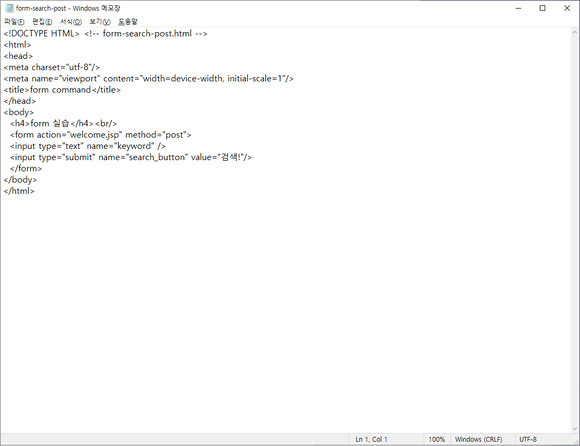 form-search-post - Windows 메모장
파일(F) 편집(E) 서식(O) 보기(V) 도움말
<!DOCTYPE HTML> <!-- form-search-post.html -->
<html>
<head>
<meta charset="utf-8"/>
<meta name="viewport" content="width=device-width, initial-scale=1"/>
<title>form command</title>
</head>
<body>
<h4>form 실습</h4><br/>
<form action="welcome.jsp" method="post">
<input type="text" name="keyword" />
<input type="submit" name="search_button" value="검색!"/>
</form>
</body>
</html>
Ln 1, Col 1 100% Windows (CRLF) UTF-8